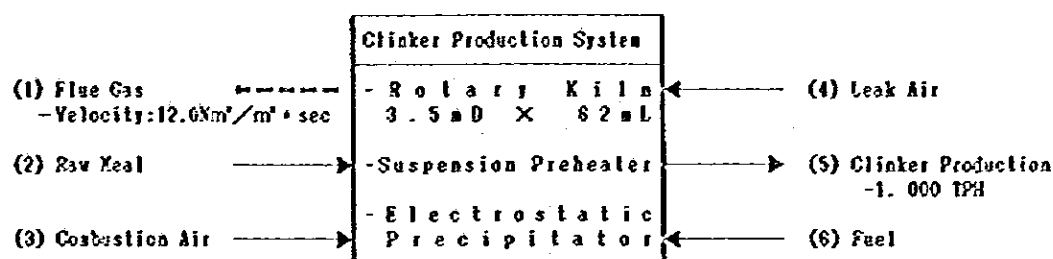 Clinker Production System
(1) Flue Gas
-Velocity:12.0Nm³/m²・sec
- Rotary Kiln
3.5mD × 62mL
(4) Leak Air
(2) Raw Meal
-Suspension Preheater
(5) Clinker Production
-1.000 TPH
(3) Combustion Air
- Electrostatic
Precipitator
(6) Fuel